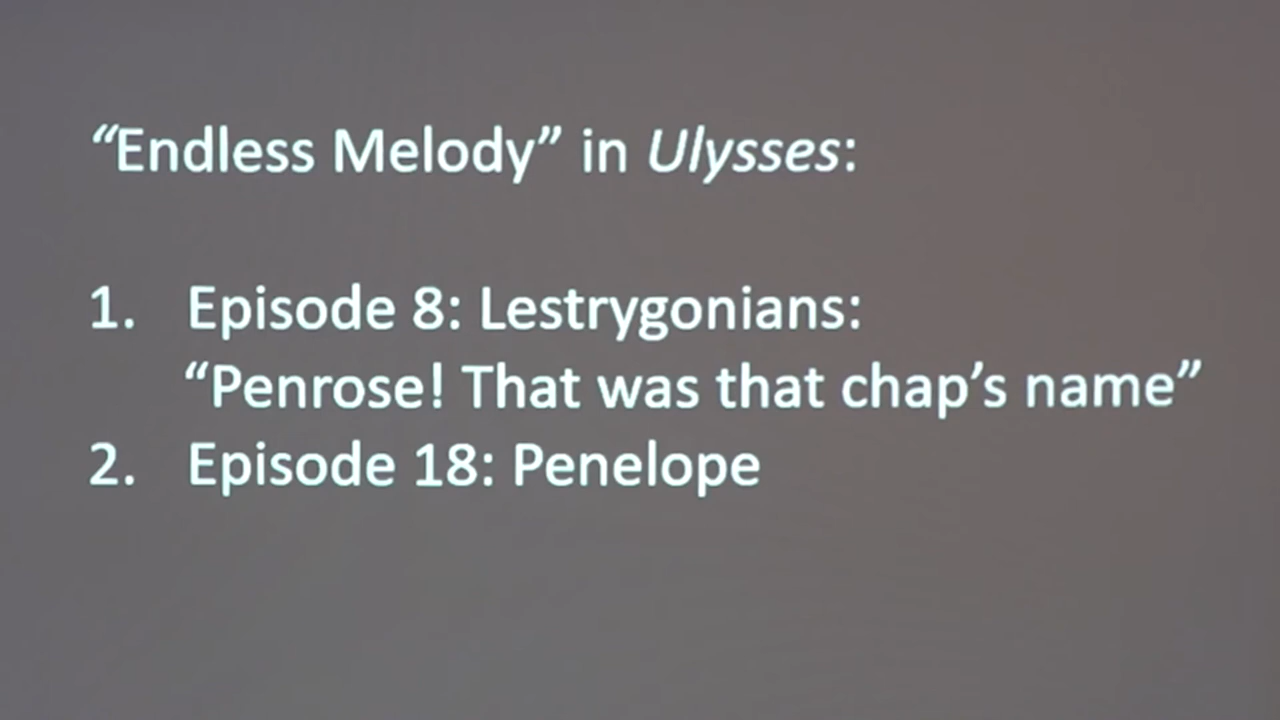 “Endless Melody” in Ulysses:
1. Episode 8: Lestrygonians:
“Penrose! That was that chap’s name”
2. Episode 18: Penelope